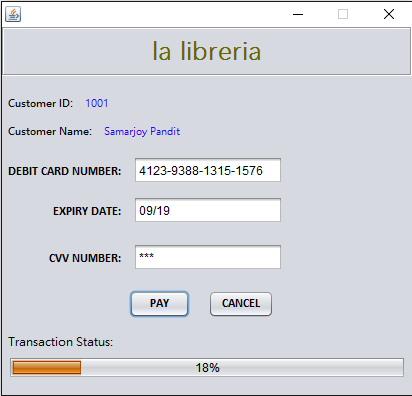 la libreria
Customer ID: 1001
Customer Name: Samarjoy Pandit
DEBIT CARD NUMBER: 4123-9388-1315-1576
EXPIRY DATE: 09/19
CVV NUMBER: ***
PAY CANCEL
Transaction Status:
18%